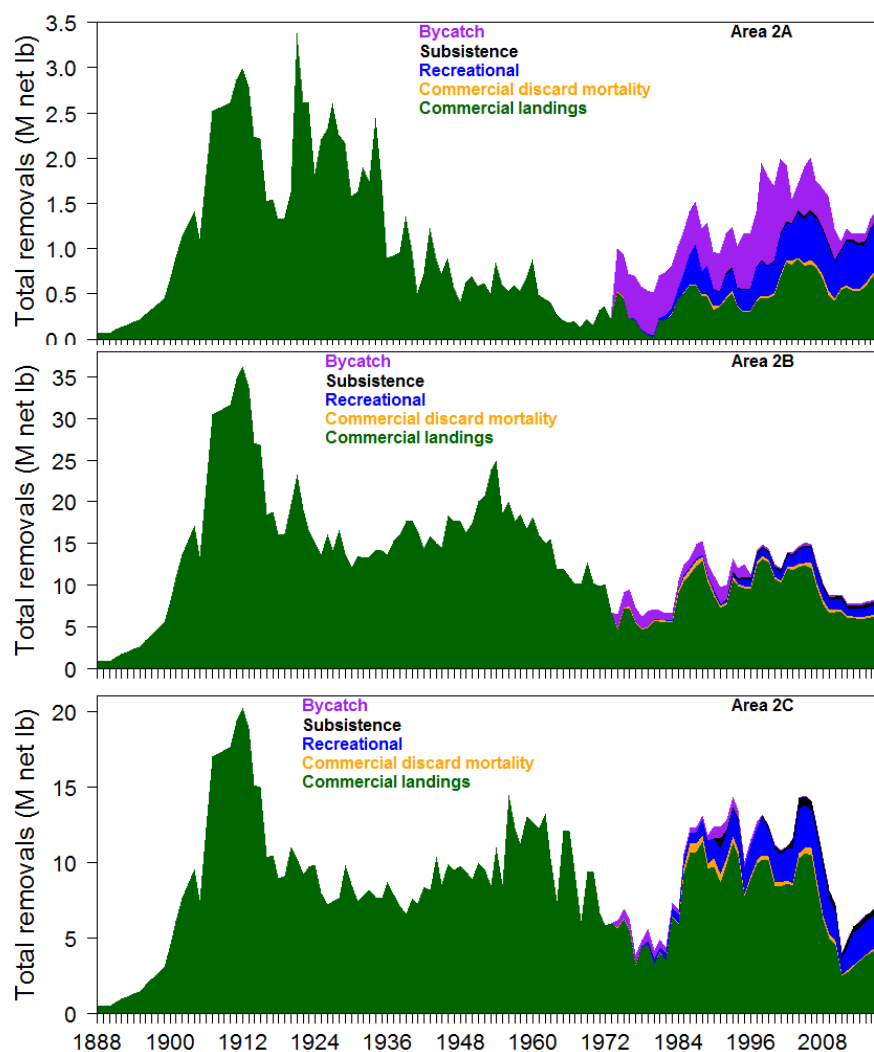 Total removals (M net lb)
3.5
3.0
2.5
2.0
1.5
1.0
0.5
0.0
Bycatch
Subsistence
Recreational
Commercial discard mortality
Commercial landings
Area 2A
Total removals (M net lb)
35
30
25
20
15
10
5
0
Bycatch
Subsistence
Recreational
Commercial discard mortality
Commercial landings
Area 2B
Total removals (M net lb)
20
15
10
5
0
Bycatch
Subsistence
Recreational
Commercial discard mortality
Commercial landings
Area 2C
1888 1900 1912 1924 1936 1948 1960 1972 1984 1996 2008